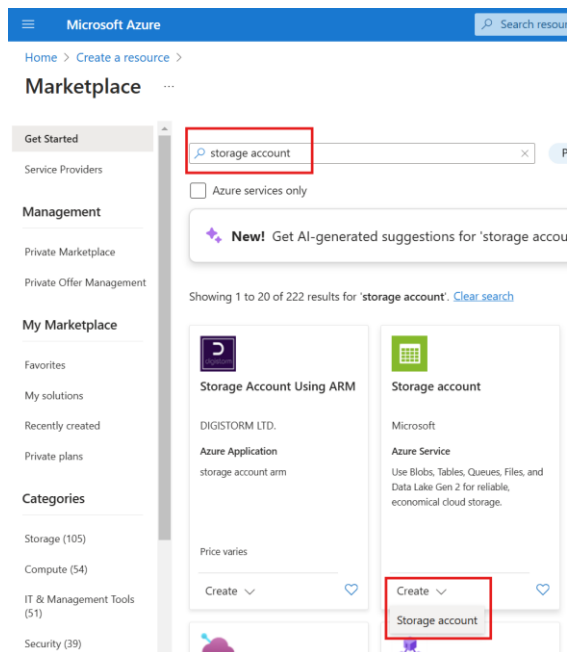 Microsoft Azure
Search resour
Home > Create a resource >
Marketplace ...
Get Started
Service Providers
Management
Private Marketplace
Private Offer Management
My Marketplace
Favorites
My solutions
Recently created
Private plans
Categories
Storage (105)
Compute (54)
IT & Management Tools
(51)
Security (39)
storage account
P
Azure services only
New! Get AI-generated suggestions for 'storage accou
Showing 1 to 20 of 222 results for 'storage account'. Clear search
Storage Account Using ARM
DIGISTORM LTD.
Azure Application
storage account arm
Price varies
Create
Storage account
Microsoft
Azure Service
Use Blobs, Tables, Queues, Files, and
Data Lake Gen 2 for reliable,
economical cloud storage.
Create
Storage account